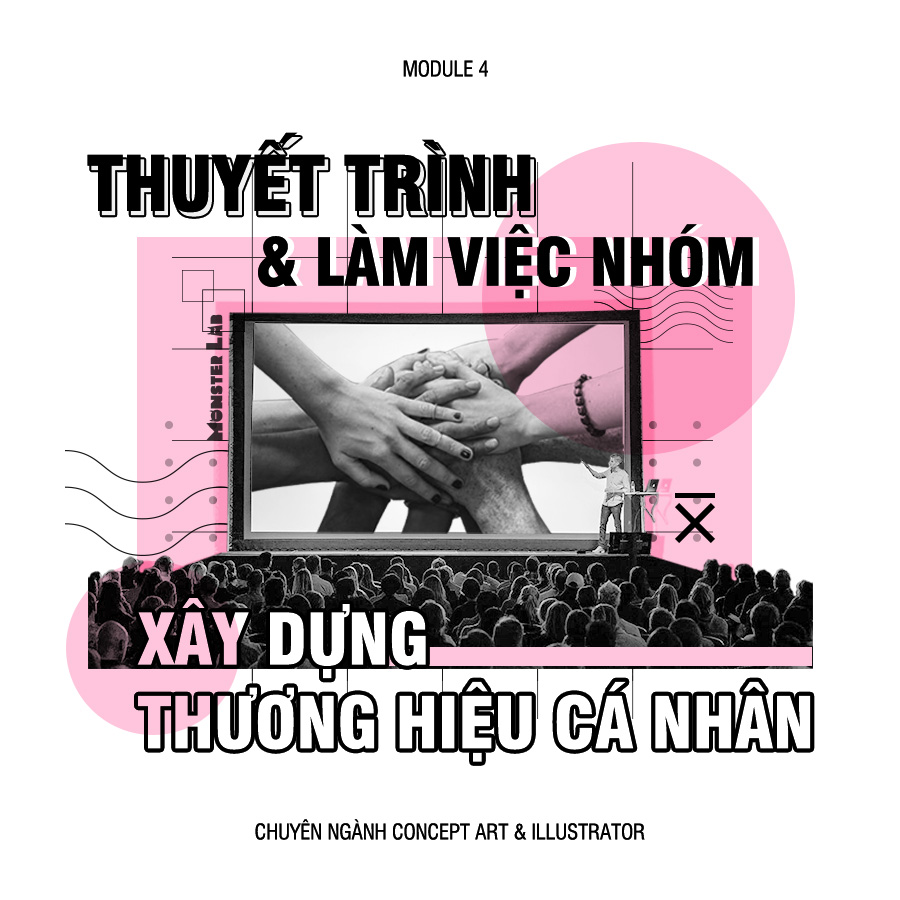 MODULE 4
THUYẾT TRÌNH
& LÀM VIỆC NHÓM
MONSTER LAB
XÂY DỰNG
THƯƠNG HIỆU CÁ NHÂN
CHUYÊN NGÀNH CONCEPT ART & ILLUSTRATOR